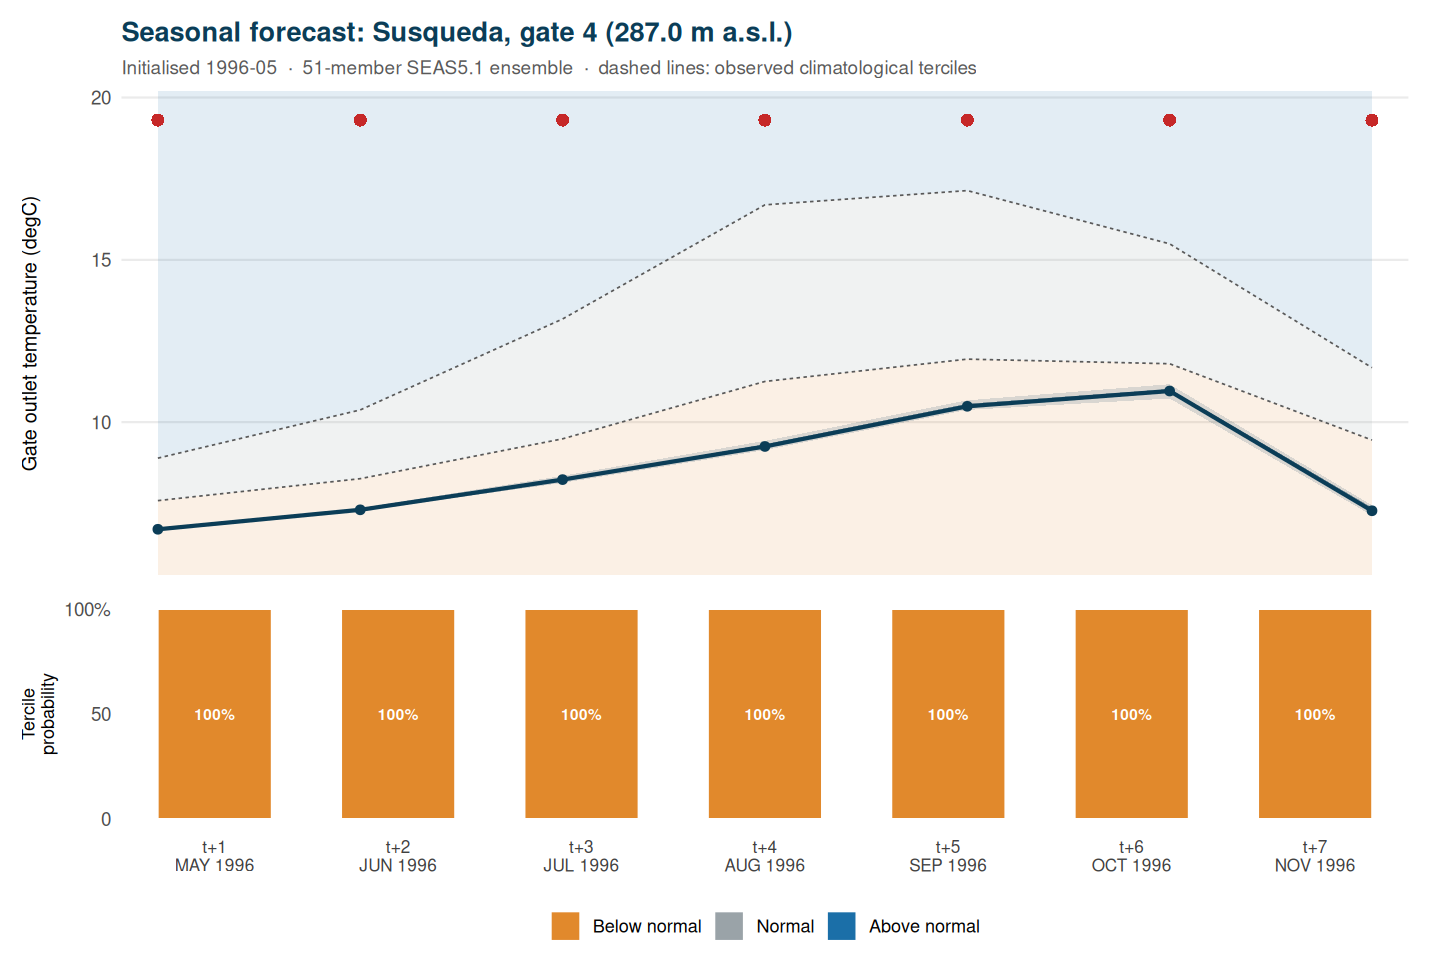 Seasonal forecast: Susqueda, gate 4 (287.0 m a.s.l.)
Initialised 1996-05 · 51-member SEAS5.1 ensemble · dashed lines: observed climatological terciles
20
15
10
Gate outlet temperature (degC)
100%
50
0
Tercile
probability
100% 100% 100% 100% 100% 100% 100%
t+1 t+2 t+3 t+4 t+5 t+6 t+7
MAY 1996 JUN 1996 JUL 1996 AUG 1996 SEP 1996 OCT 1996 NOV 1996
Below normal Normal Above normal